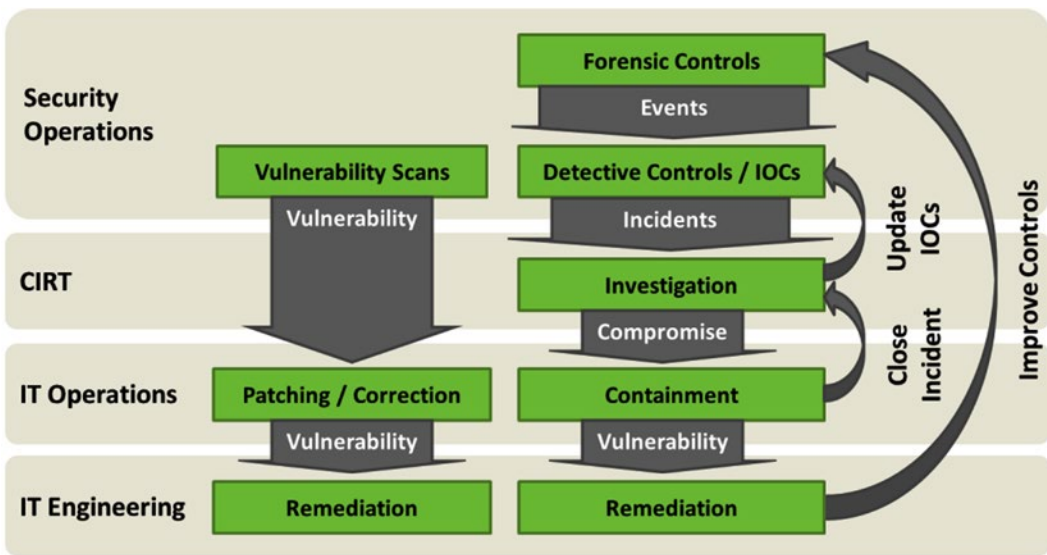 Security
Operations
Forensic Controls
Events
Vulnerability Scans
Detective Controls / IOCs
Vulnerability
Incidents
Update
IOCs
CIRT
Investigation
Compromise
Close
Incident
Improve Controls
IT Operations
Patching / Correction
Containment
Vulnerability
Vulnerability
IT Engineering
Remediation
Remediation